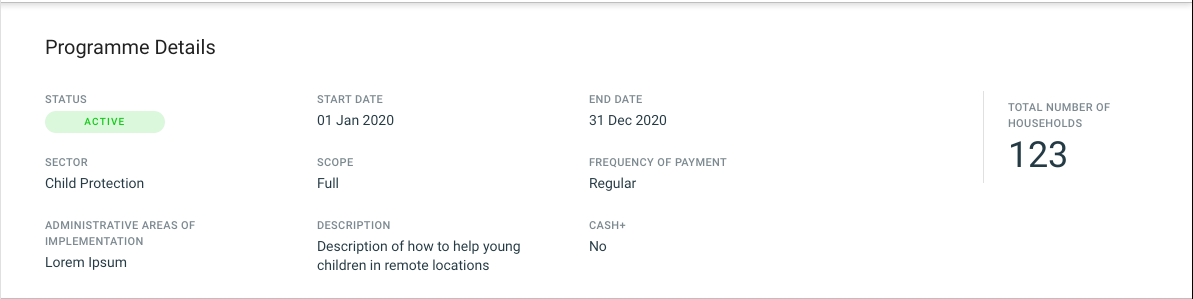 Programme Details
STATUS
ACTIVE
START DATE
01 Jan 2020
END DATE
31 Dec 2020
TOTAL NUMBER OF
HOUSEHOLDS
123
SECTOR
Child Protection
SCOPE
Full
FREQUENCY OF PAYMENT
Regular
ADMINISTRATIVE AREAS OF
IMPLEMENTATION
Lorem Ipsum
DESCRIPTION
Description of how to help young
children in remote locations
CASH+
No